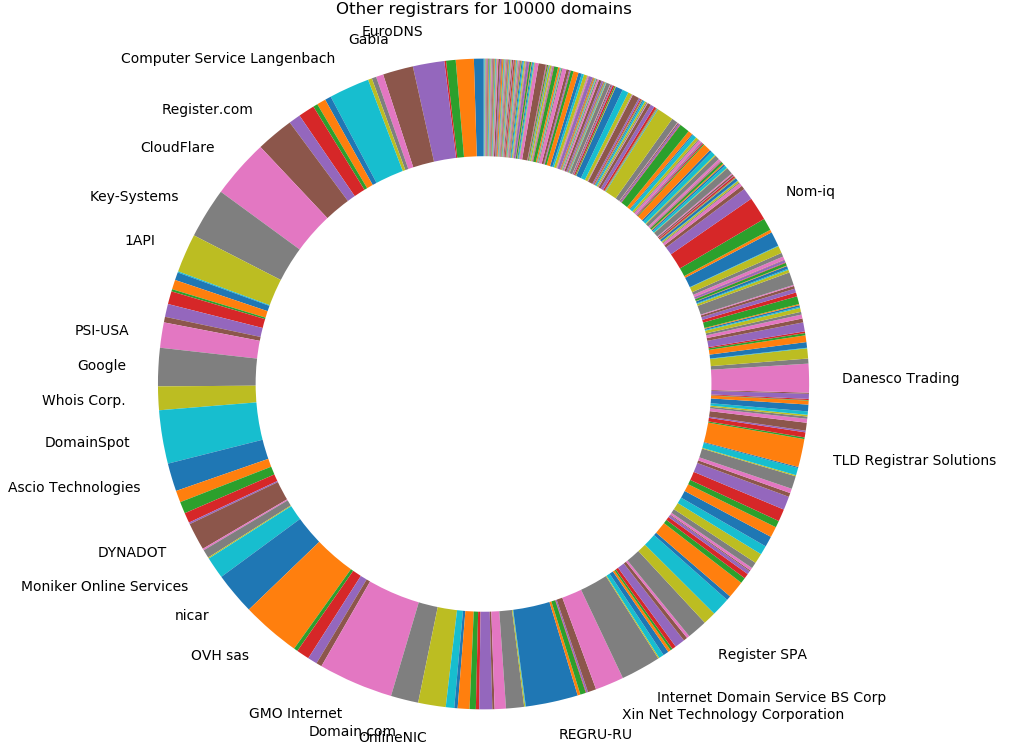 Other registrars for 10000 domains
EuroDNS
Gabia
Computer Service Langenbach
Register.com
CloudFlare
Key-Systems
1API
PSI-USA
Google
Whois Corp.
DomainSpot
Ascio Technologies
DYNADOT
Moniker Online Services
nicar
OVH sas
GMO Internet
Domain.com
OnlineNIC
REGRU-RU
Xin Net Technology Corporation
Internet Domain Service BS Corp
Register SPA
TLD Registrar Solutions
Danesco Trading
Nom-iq